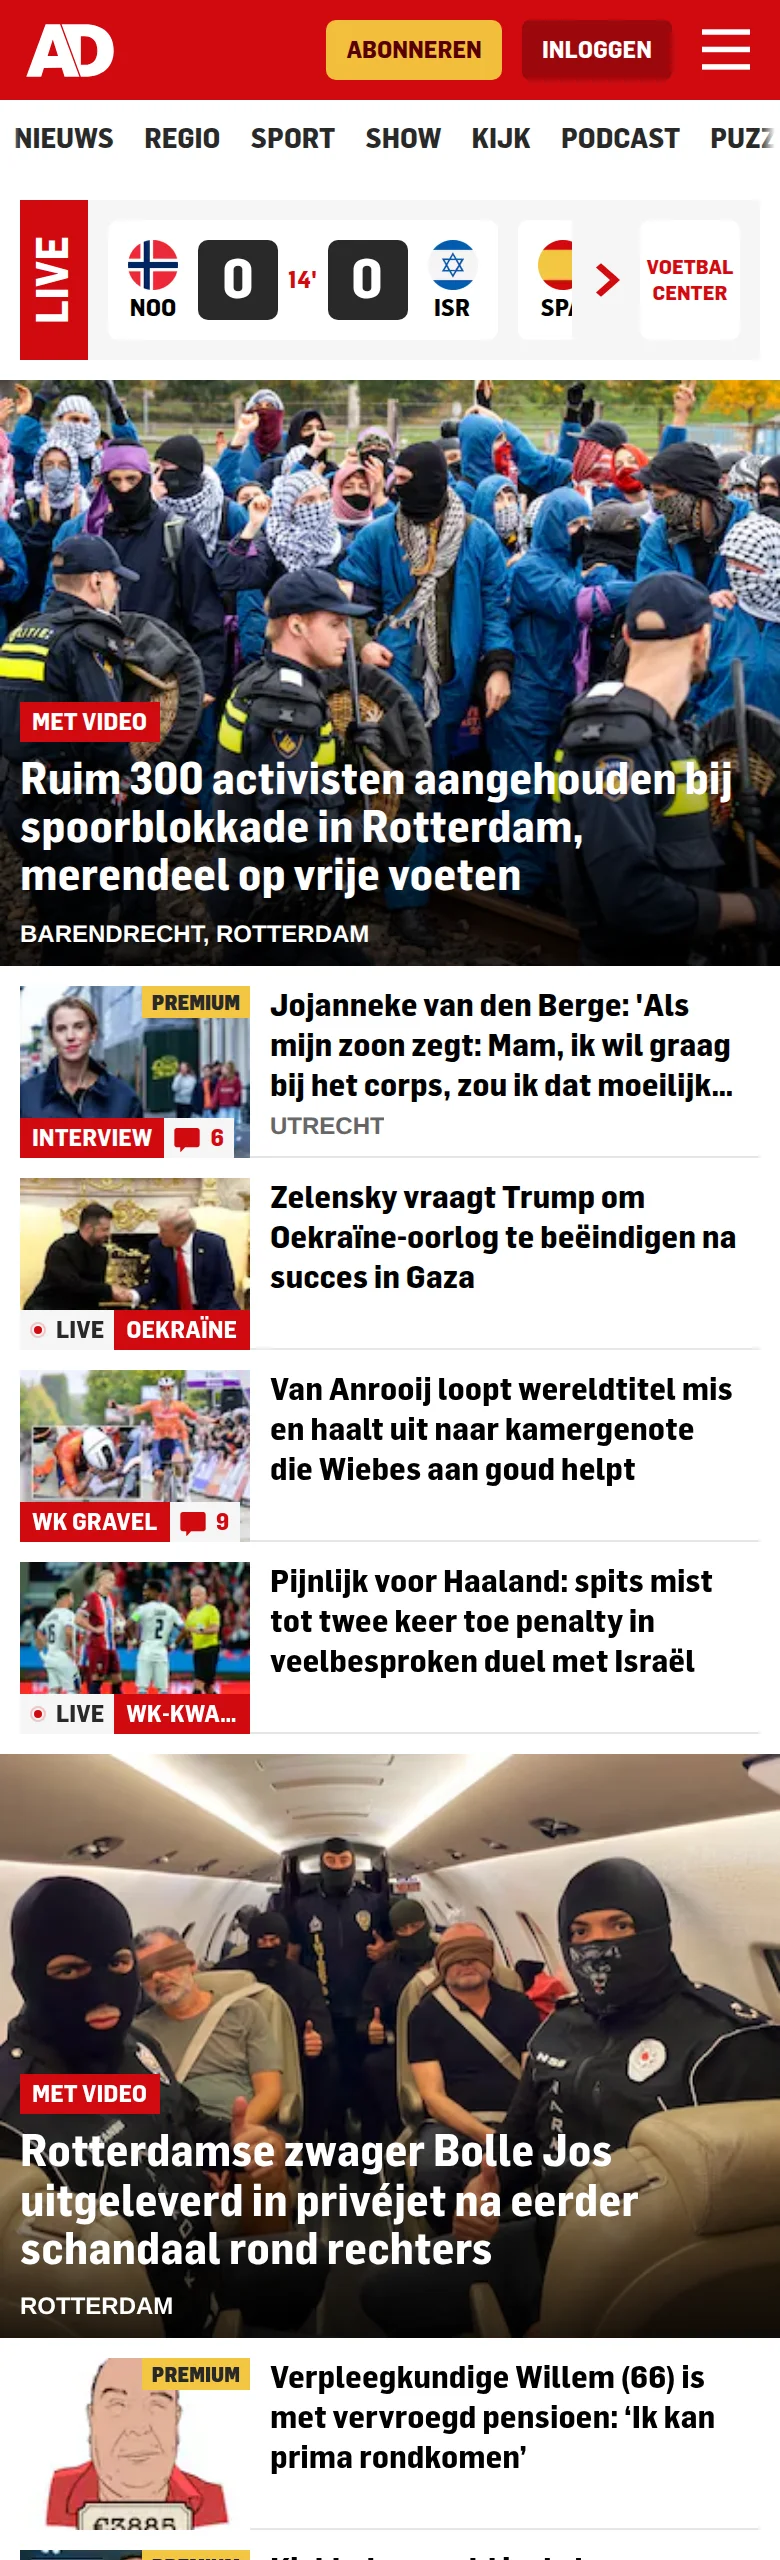 AD
ABONNEREN
INLOGGEN
NIEUWS REGIO SPORT SHOW KIJK PODCAST PUZZ
LIVE
0 14' 0
NOO ISR SPA
VOETBAL
CENTER
MET VIDEO
Ruim 300 activisten aangehouden bij
spoorblokkade in Rotterdam,
merendeel op vrije voeten
BARENDRECHT, ROTTERDAM
PREMIUM
INTERVIEW 6
Jojanneke van den Berge: 'Als
mijn zoon zegt: Mam, ik wil graag
bij het corps, zou ik dat moeilijk...
UTRECHT
Zelensky vraagt Trump om
Oekraïne-oorlog te beëindigen na
succes in Gaza
LIVE OEKRAÏNE
Van Anrooij loopt wereldtitel mis
en haalt uit naar kamergenote
die Wiebes aan goud helpt
WK GRAVEL 9
Pijnlijk voor Haaland: spits mist
tot twee keer toe penalty in
veelbesproken duel met Israël
LIVE WK-KWA...
MET VIDEO
Rotterdamse zwager Bolle Jos
uitgeleverd in privéjet na eerder
schandaal rond rechters
ROTTERDAM
PREMIUM
€3885
Verpleegkundige Willem (66) is
met vervroegd pensioen: ‘Ik kan
prima rondkomen’